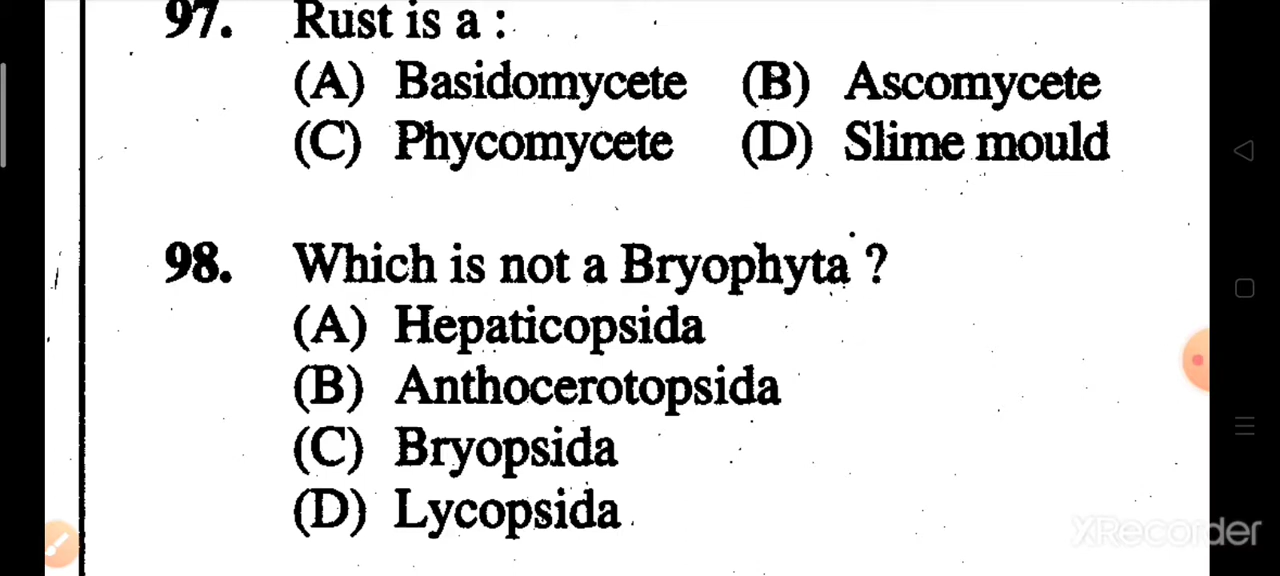 97. Rust is a :
(A) Basidomycete (B) Ascomycete
(C) Phycomycete (D) Slime mould
98. Which is not a Bryophyta ?
(A) Hepaticopsida
(B) Anthocerotopsida
(C) Bryopsida
(D) Lycopsida
XRecorder